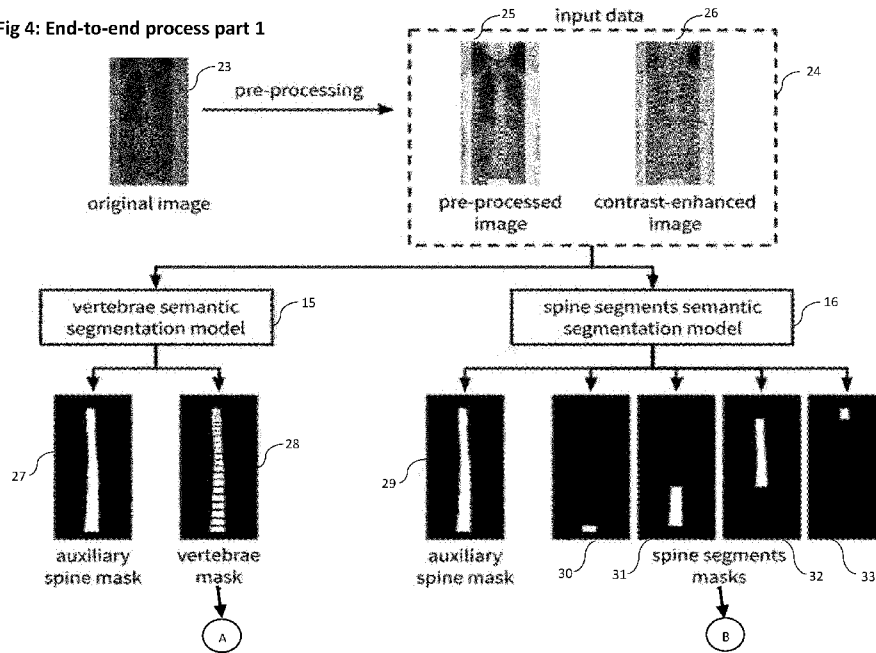 Fig 4: End-to-end process part 1
25
input data
26
23
24
pre-processing
original image
pre-processed
image
contrast-enhanced
image
vertebrae semantic
segmentation model
15
spine segments semantic
segmentation model
16
27
28
29
auxiliary
spine mask
vertebrae
mask
auxiliary
spine mask
30
31
spine segments
masks
32
33
A
B